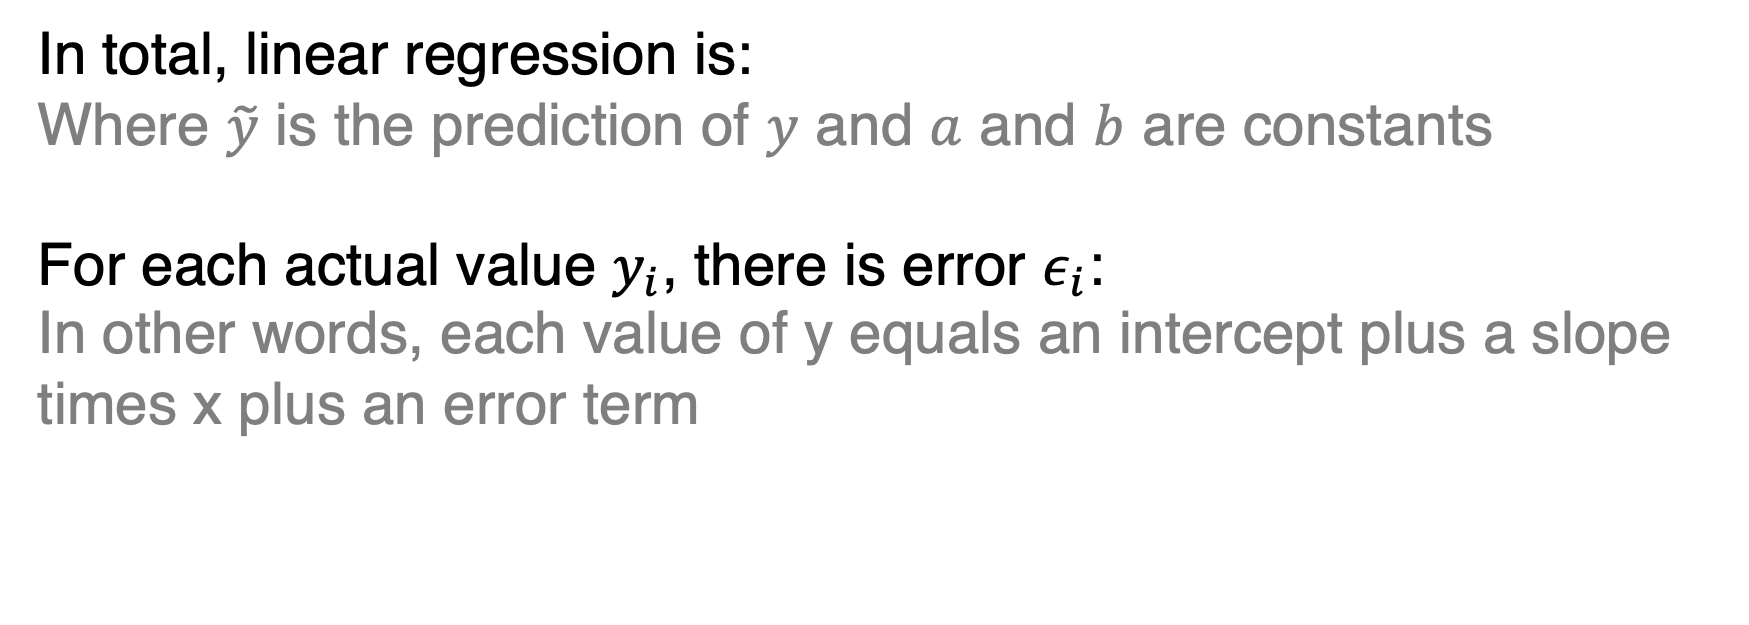 In total, linear regression is:
Where ỹ is the prediction of y and a and b are constants
For each actual value yᵢ, there is error ϵᵢ:
In other words, each value of y equals an intercept plus a slope
times x plus an error term